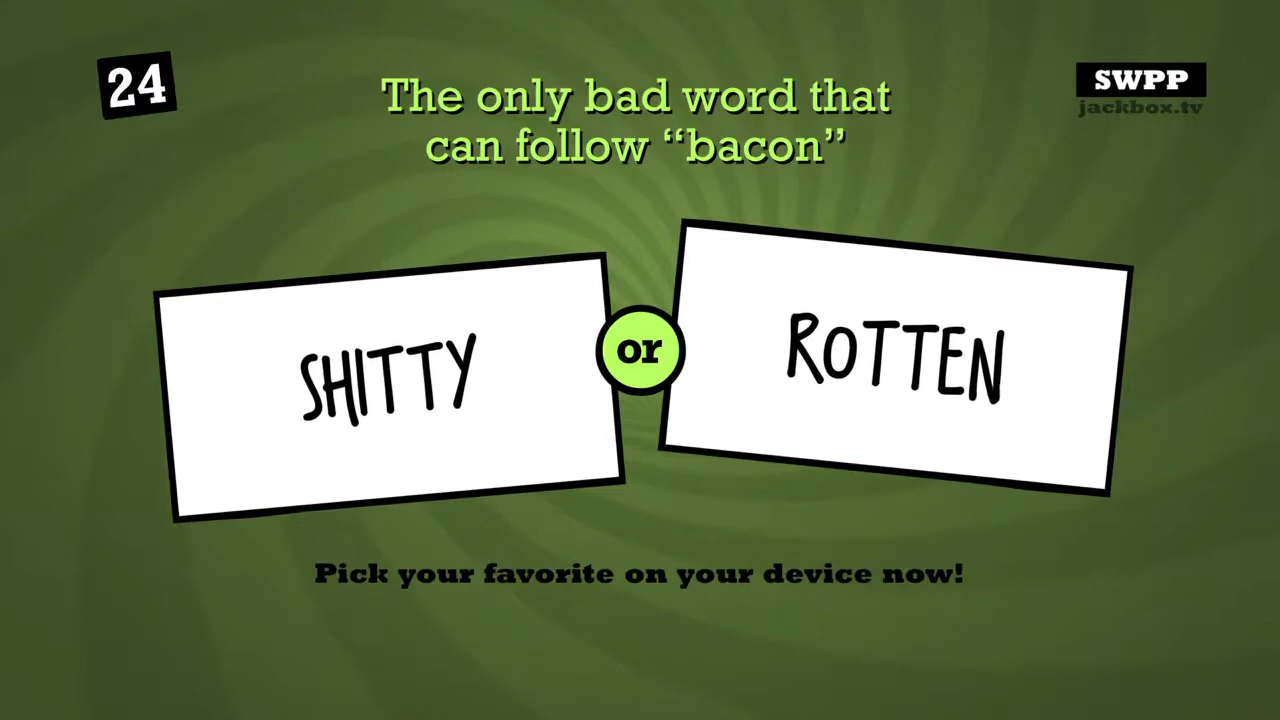 24
SWPP
jackbox.tv
The only bad word that
can follow “bacon”
SHITTY
or
ROTTEN
Pick your favorite on your device now!